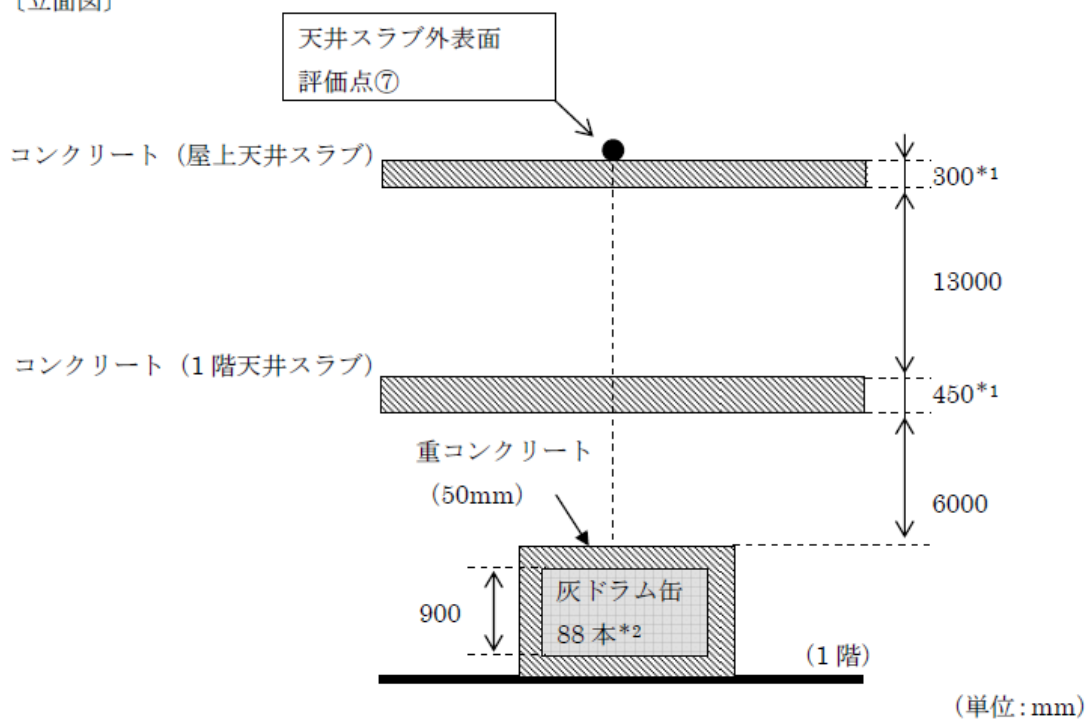 〔立面図〕
天井スラブ外表面
評価点⑦
コンクリート（屋上天井スラブ）
300*1
13000
コンクリート（1階天井スラブ）
450*1
重コンクリート
（50mm）
6000
900
灰ドラム缶
88本*2
（1階）
（単位:mm）